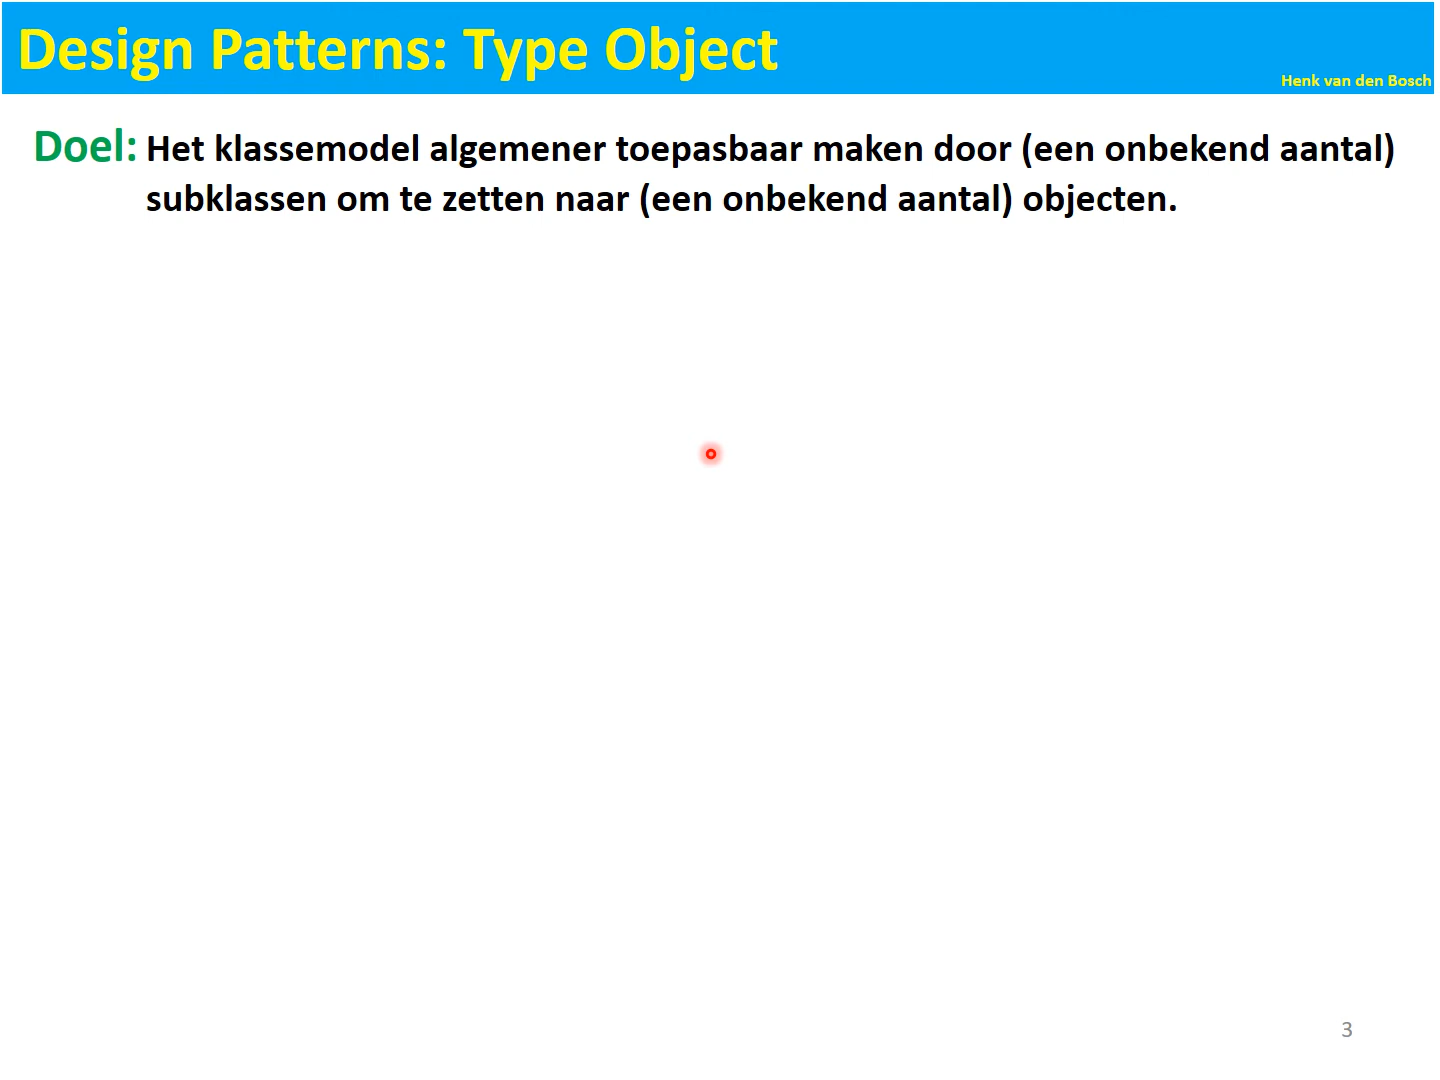 Design Patterns: Type Object
Henk van den Bosch
Doel: Het klassemodel algemener toepasbaar maken door (een onbekend aantal)
subklassen om te zetten naar (een onbekend aantal) objecten.
3